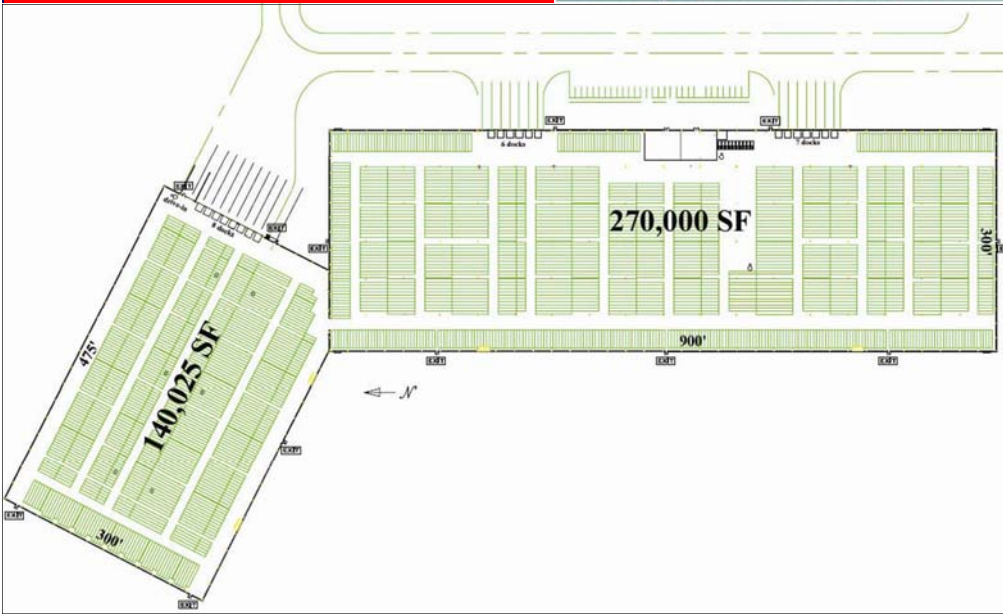 EXIT
EXIT
6 docks
7 docks
EXIT
drive-in
8 docks
EXIT
270,000 SF
300'
EXIT
EXIT
475'
140,025 SF
900'
EXIT
EXIT
EXIT
N
EXIT
EXIT
300'
EXIT